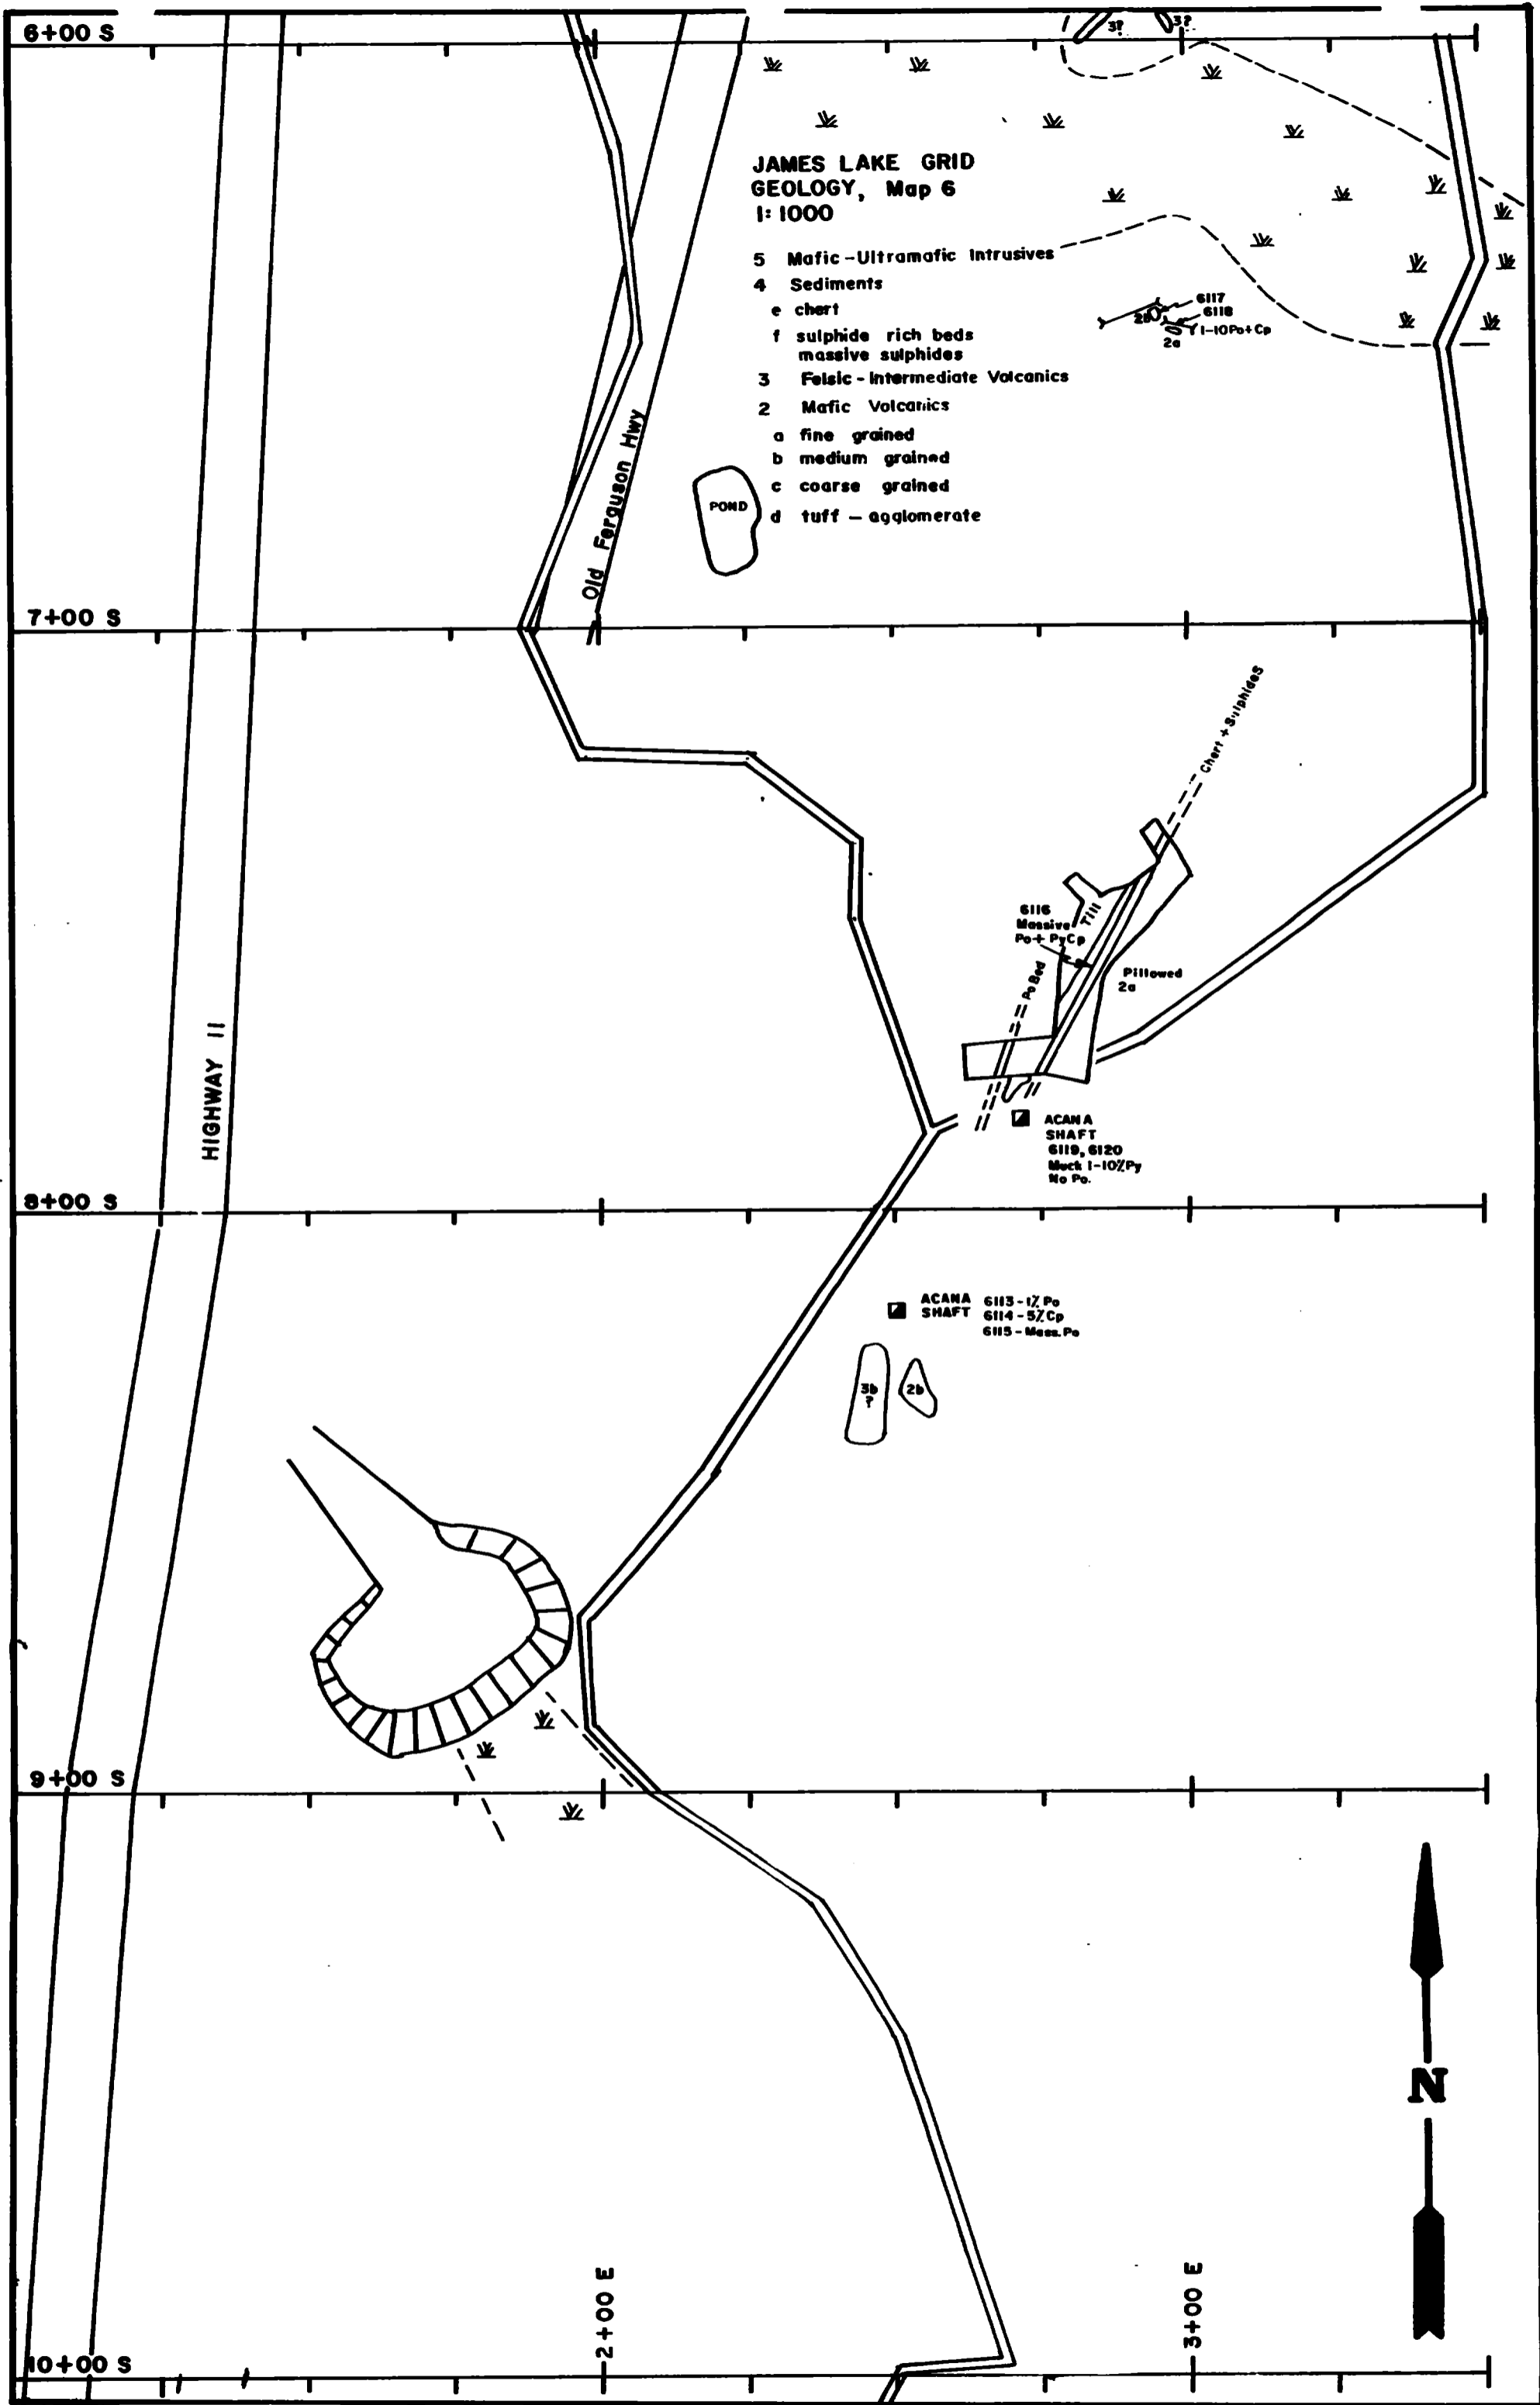 6+00 S
3?
3?
JAMES LAKE GRID
GEOLOGY, Map 6
1:1000
5 Mafic-Ultramafic Intrusives
4 Sediments
e chert
f sulphide rich beds
massive sulphides
3 Felsic-Intermediate Volcanics
2 Mafic Volcanics
a fine grained
b medium grained
c coarse grained
d tuff — agglomerate
6117
6118
2b
1-10Po+Cp
2a
Old Ferguson Hwy
POND
7+00 S
Chert + Sulphides
6116
Massive
Po+ PyCp
Till
Po Bed
Pillowed
2a
HIGHWAY 11
ACANA
SHAFT
6119, 6120
Muck 1-10%Py
No Po.
8+00 S
ACANA SHAFT
6113-1% Po
6114-5%Cp
6115-Mass. Po
3b
?
2b
9+00 S
N
2+00 E
3+00 E
10+00 S